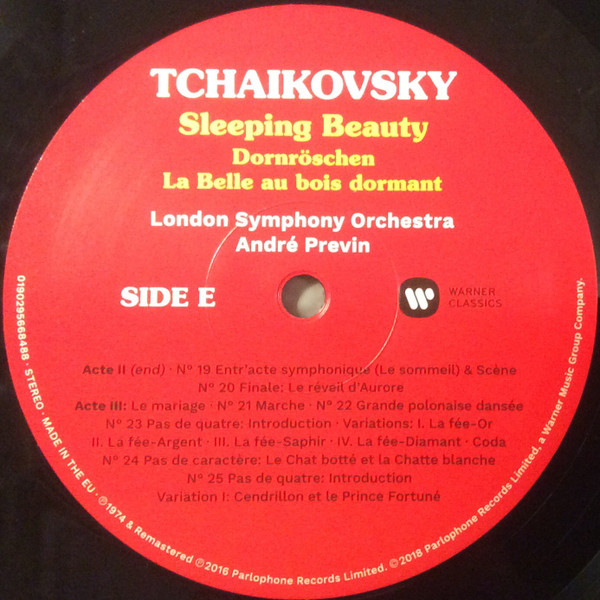 TCHAIKOVSKY
Sleeping Beauty
Dornröschen
La Belle au bois dormant
London Symphony Orchestra
André Previn
SIDE E
WARNER
CLASSICS
Acte II (end) · Nº 19 Entr'acte symphonique (Le sommeil) & Scène
Nº 20 Finale: Le réveil d'Aurore
Acte III: Le mariage · Nº 21 Marche · Nº 22 Grande polonaise dansée
Nº 23 Pas de quatre: Introduction · Variations: I. La fée-Or
II. La fée-Argent · III. La fée-Saphir · IV. La fée-Diamant · Coda
Nº 24 Pas de caractère: Le Chat botté et la Chatte blanche
Nº 25 Pas de quatre: Introduction
Variation I: Cendrillon et le Prince Fortuné
0190295668488 · STEREO · MADE IN THE EU · ℗1974 & Remastered ℗2016 Parlophone Records Limited. ©2018 Parlophone Records Limited, a Warner Music Group Company.